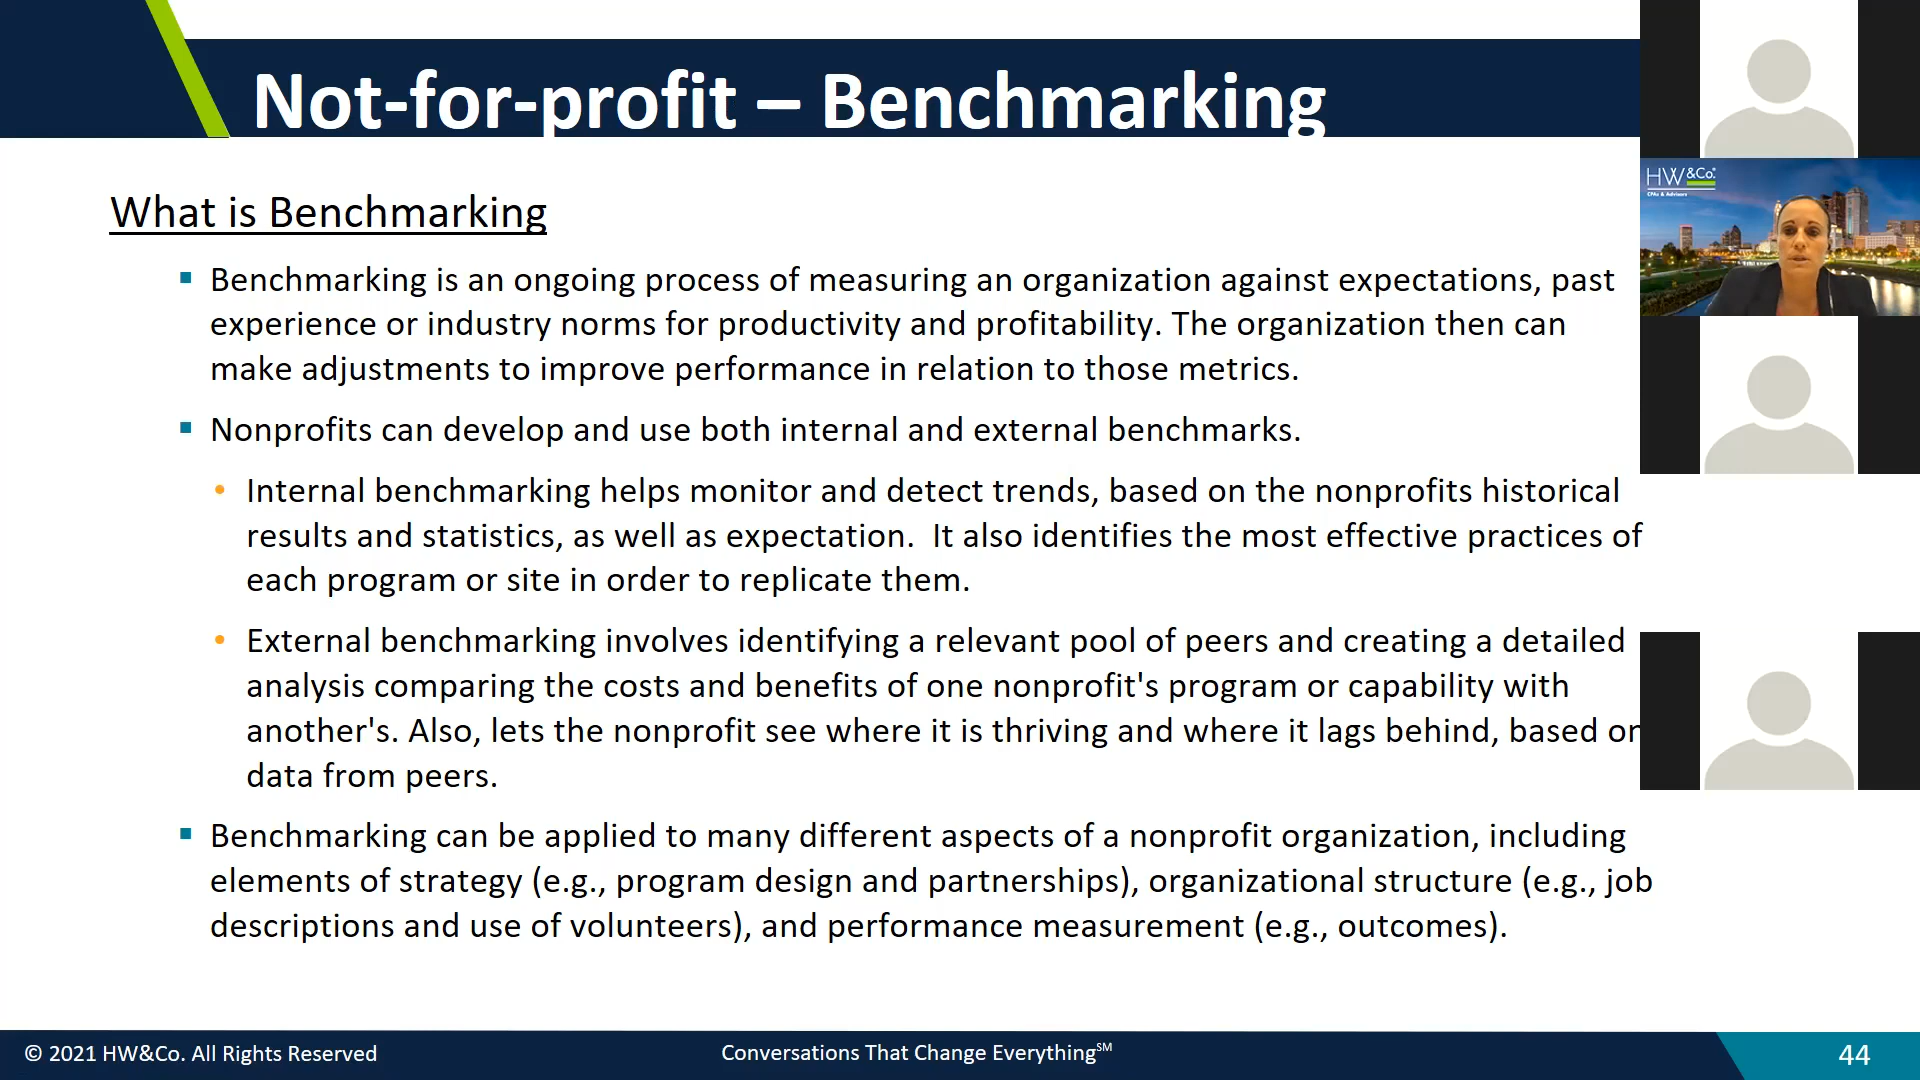 Not-for-profit – Benchmarking
HW&Co.
CPAs & Advisors
What is Benchmarking
Benchmarking is an ongoing process of measuring an organization against expectations, past
experience or industry norms for productivity and profitability. The organization then can
make adjustments to improve performance in relation to those metrics.
Nonprofits can develop and use both internal and external benchmarks.
Internal benchmarking helps monitor and detect trends, based on the nonprofits historical
results and statistics, as well as expectation.  It also identifies the most effective practices of
each program or site in order to replicate them.
External benchmarking involves identifying a relevant pool of peers and creating a detailed
analysis comparing the costs and benefits of one nonprofit's program or capability with
another's. Also, lets the nonprofit see where it is thriving and where it lags behind, based on
data from peers.
Benchmarking can be applied to many different aspects of a nonprofit organization, including
elements of strategy (e.g., program design and partnerships), organizational structure (e.g., job
descriptions and use of volunteers), and performance measurement (e.g., outcomes).
© 2021 HW&Co. All Rights Reserved
Conversations That Change Everything℠
44